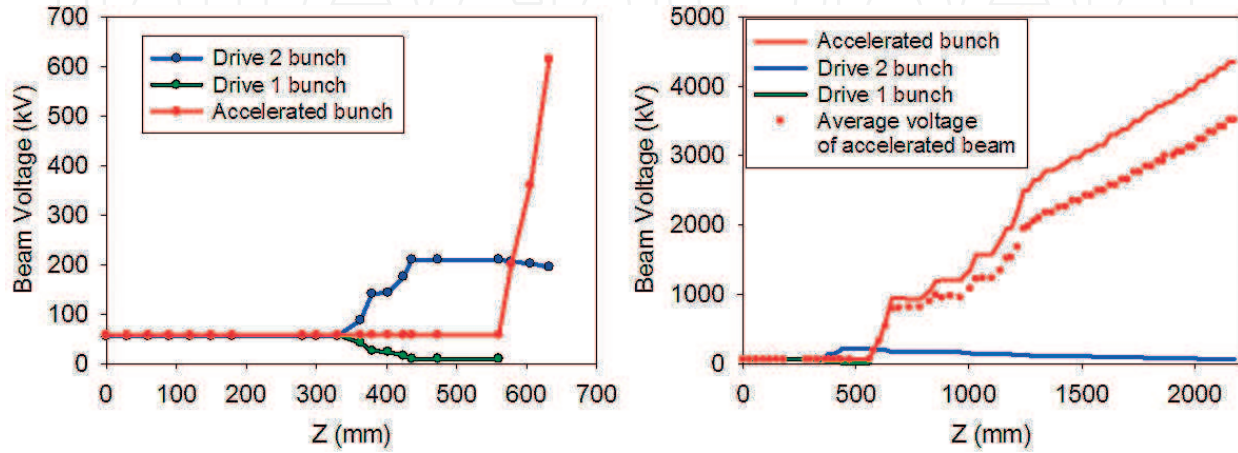 700
600
500
400
300
200
100
0
Beam Voltage (kV)
Drive 2 bunch
Drive 1 bunch
Accelerated bunch
0 100 200 300 400 500 600 700
Z (mm)
5000
4000
3000
2000
1000
0
Beam Voltage (kV)
Accelerated bunch
Drive 2 bunch
Drive 1 bunch
Average voltage
of accelerated beam
0 500 1000 1500 2000
Z (mm)